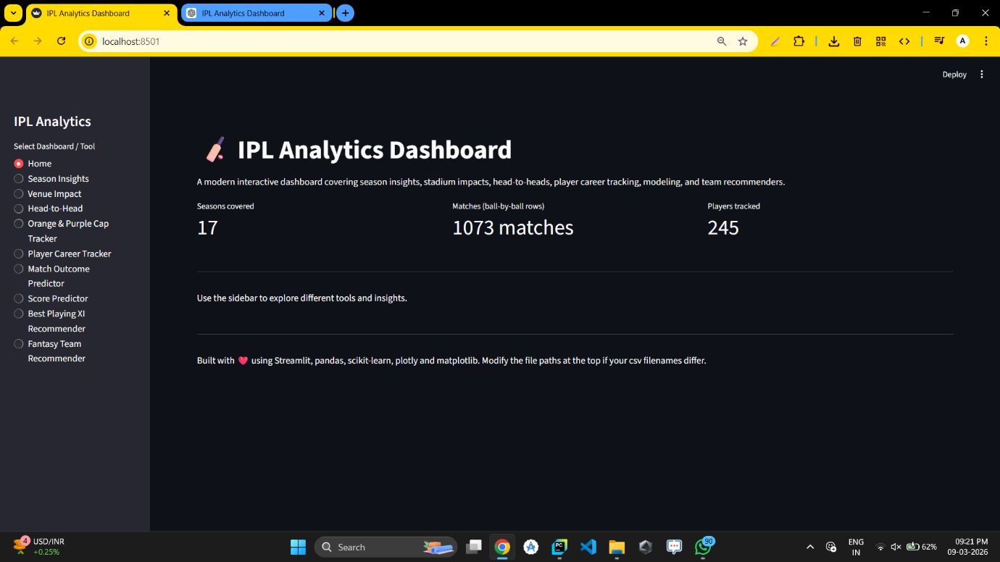 IPL Analytics Dashboard
IPL Analytics Dashboard
localhost:8501
A
Deploy
IPL Analytics
Select Dashboard / Tool
Home
Season Insights
Venue Impact
Head-to-Head
Orange & Purple Cap
Tracker
Player Career Tracker
Match Outcome
Predictor
Score Predictor
Best Playing XI
Recommender
Fantasy Team
Recommender
IPL Analytics Dashboard
A modern interactive dashboard covering season insights, stadium impacts, head-to-heads, player career tracking, modeling, and team recommenders.
Seasons covered
Matches (ball-by-ball rows)
Players tracked
17
1073 matches
245
Use the sidebar to explore different tools and insights.
Built with ❤️ using Streamlit, pandas, scikit-learn, plotly and matplotlib. Modify the file paths at the top if your csv filenames differ.
4
USD/INR
+0.25%
Search
PC
90
ENG
IN
62%
09:21 PM
09-03-2026